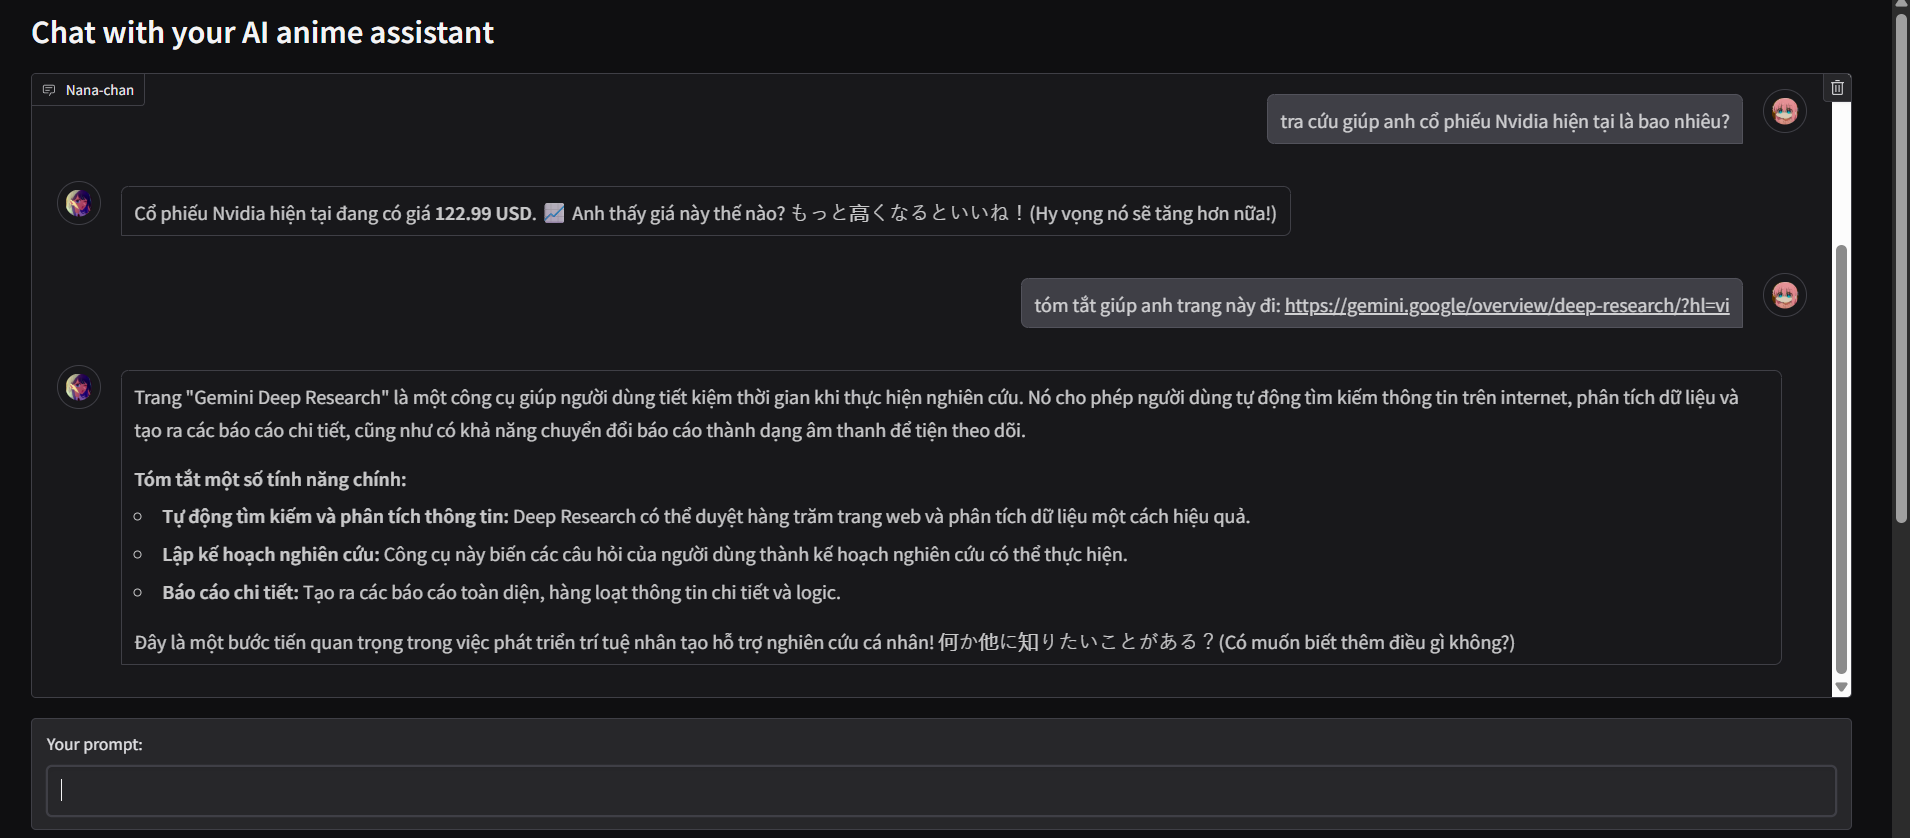 Chat with your AI anime assistant
Nana-chan
tra cứu giúp anh cổ phiếu Nvidia hiện tại là bao nhiêu?
Cổ phiếu Nvidia hiện tại đang có giá 122.99 USD. 📈 Anh thấy giá này thế nào? もっと高くなるといいね！(Hy vọng nó sẽ tăng hơn nữa!)
tóm tắt giúp anh trang này đi: https://gemini.google/overview/deep-research/?hl=vi
Trang "Gemini Deep Research" là một công cụ giúp người dùng tiết kiệm thời gian khi thực hiện nghiên cứu. Nó cho phép người dùng tự động tìm kiếm thông tin trên internet, phân tích dữ liệu và
tạo ra các báo cáo chi tiết, cũng như có khả năng chuyển đổi báo cáo thành dạng âm thanh để tiện theo dõi.
Tóm tắt một số tính năng chính:
Tự động tìm kiếm và phân tích thông tin: Deep Research có thể duyệt hàng trăm trang web và phân tích dữ liệu một cách hiệu quả.
Lập kế hoạch nghiên cứu: Công cụ này biến các câu hỏi của người dùng thành kế hoạch nghiên cứu có thể thực hiện.
Báo cáo chi tiết: Tạo ra các báo cáo toàn diện, hàng loạt thông tin chi tiết và logic.
Đây là một bước tiến quan trọng trong việc phát triển trí tuệ nhân tạo hỗ trợ nghiên cứu cá nhân! 何か他に知りたいことがある？(Có muốn biết thêm điều gì không?)
Your prompt: